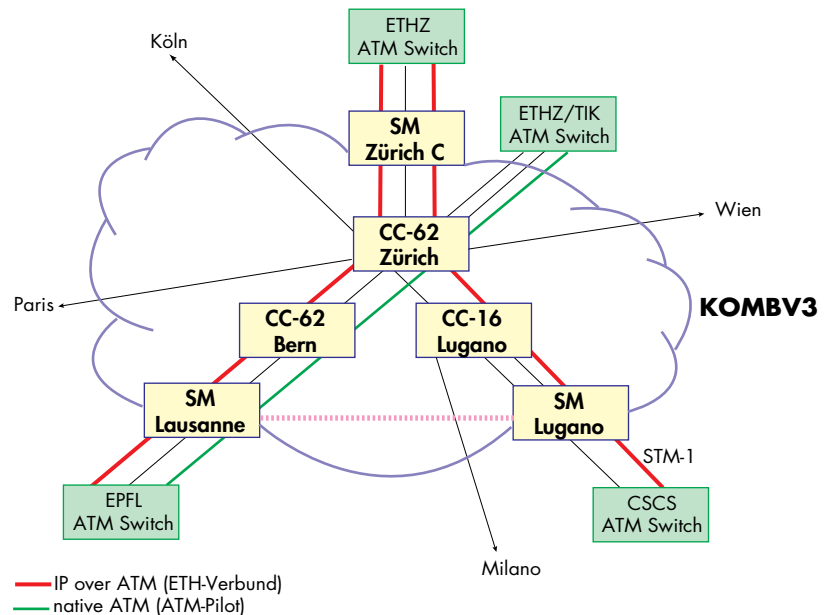 ETHZ
ATM Switch
Köln
ETHZ/TIK
ATM Switch
SM
Zürich C
Wien
CC-62
Zürich
Paris
KOMBV3
CC-62
Bern
CC-16
Lugano
SM
Lausanne
SM
Lugano
STM-1
EPFL
ATM Switch
CSCS
ATM Switch
Milano
IP over ATM (ETH-Verbund)
native ATM (ATM-Pilot)